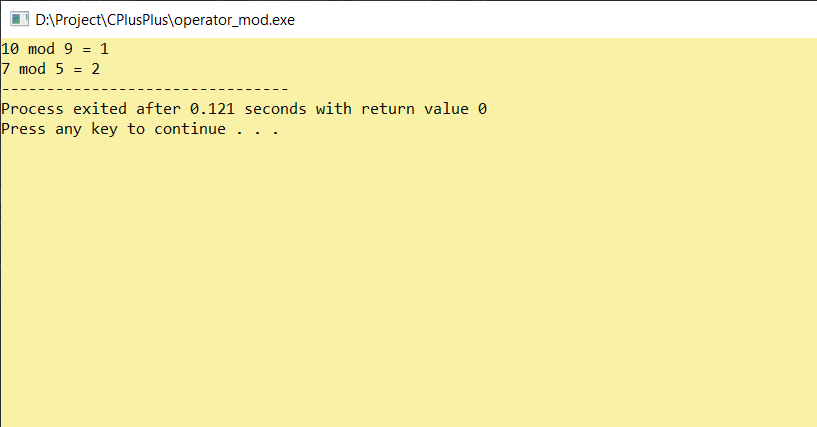 D:\Project\CPlusPlus\operator_mod.exe
10 mod 9 = 1
7 mod 5 = 2
--------------------------------
Process exited after 0.121 seconds with return value 0
Press any key to continue . . .